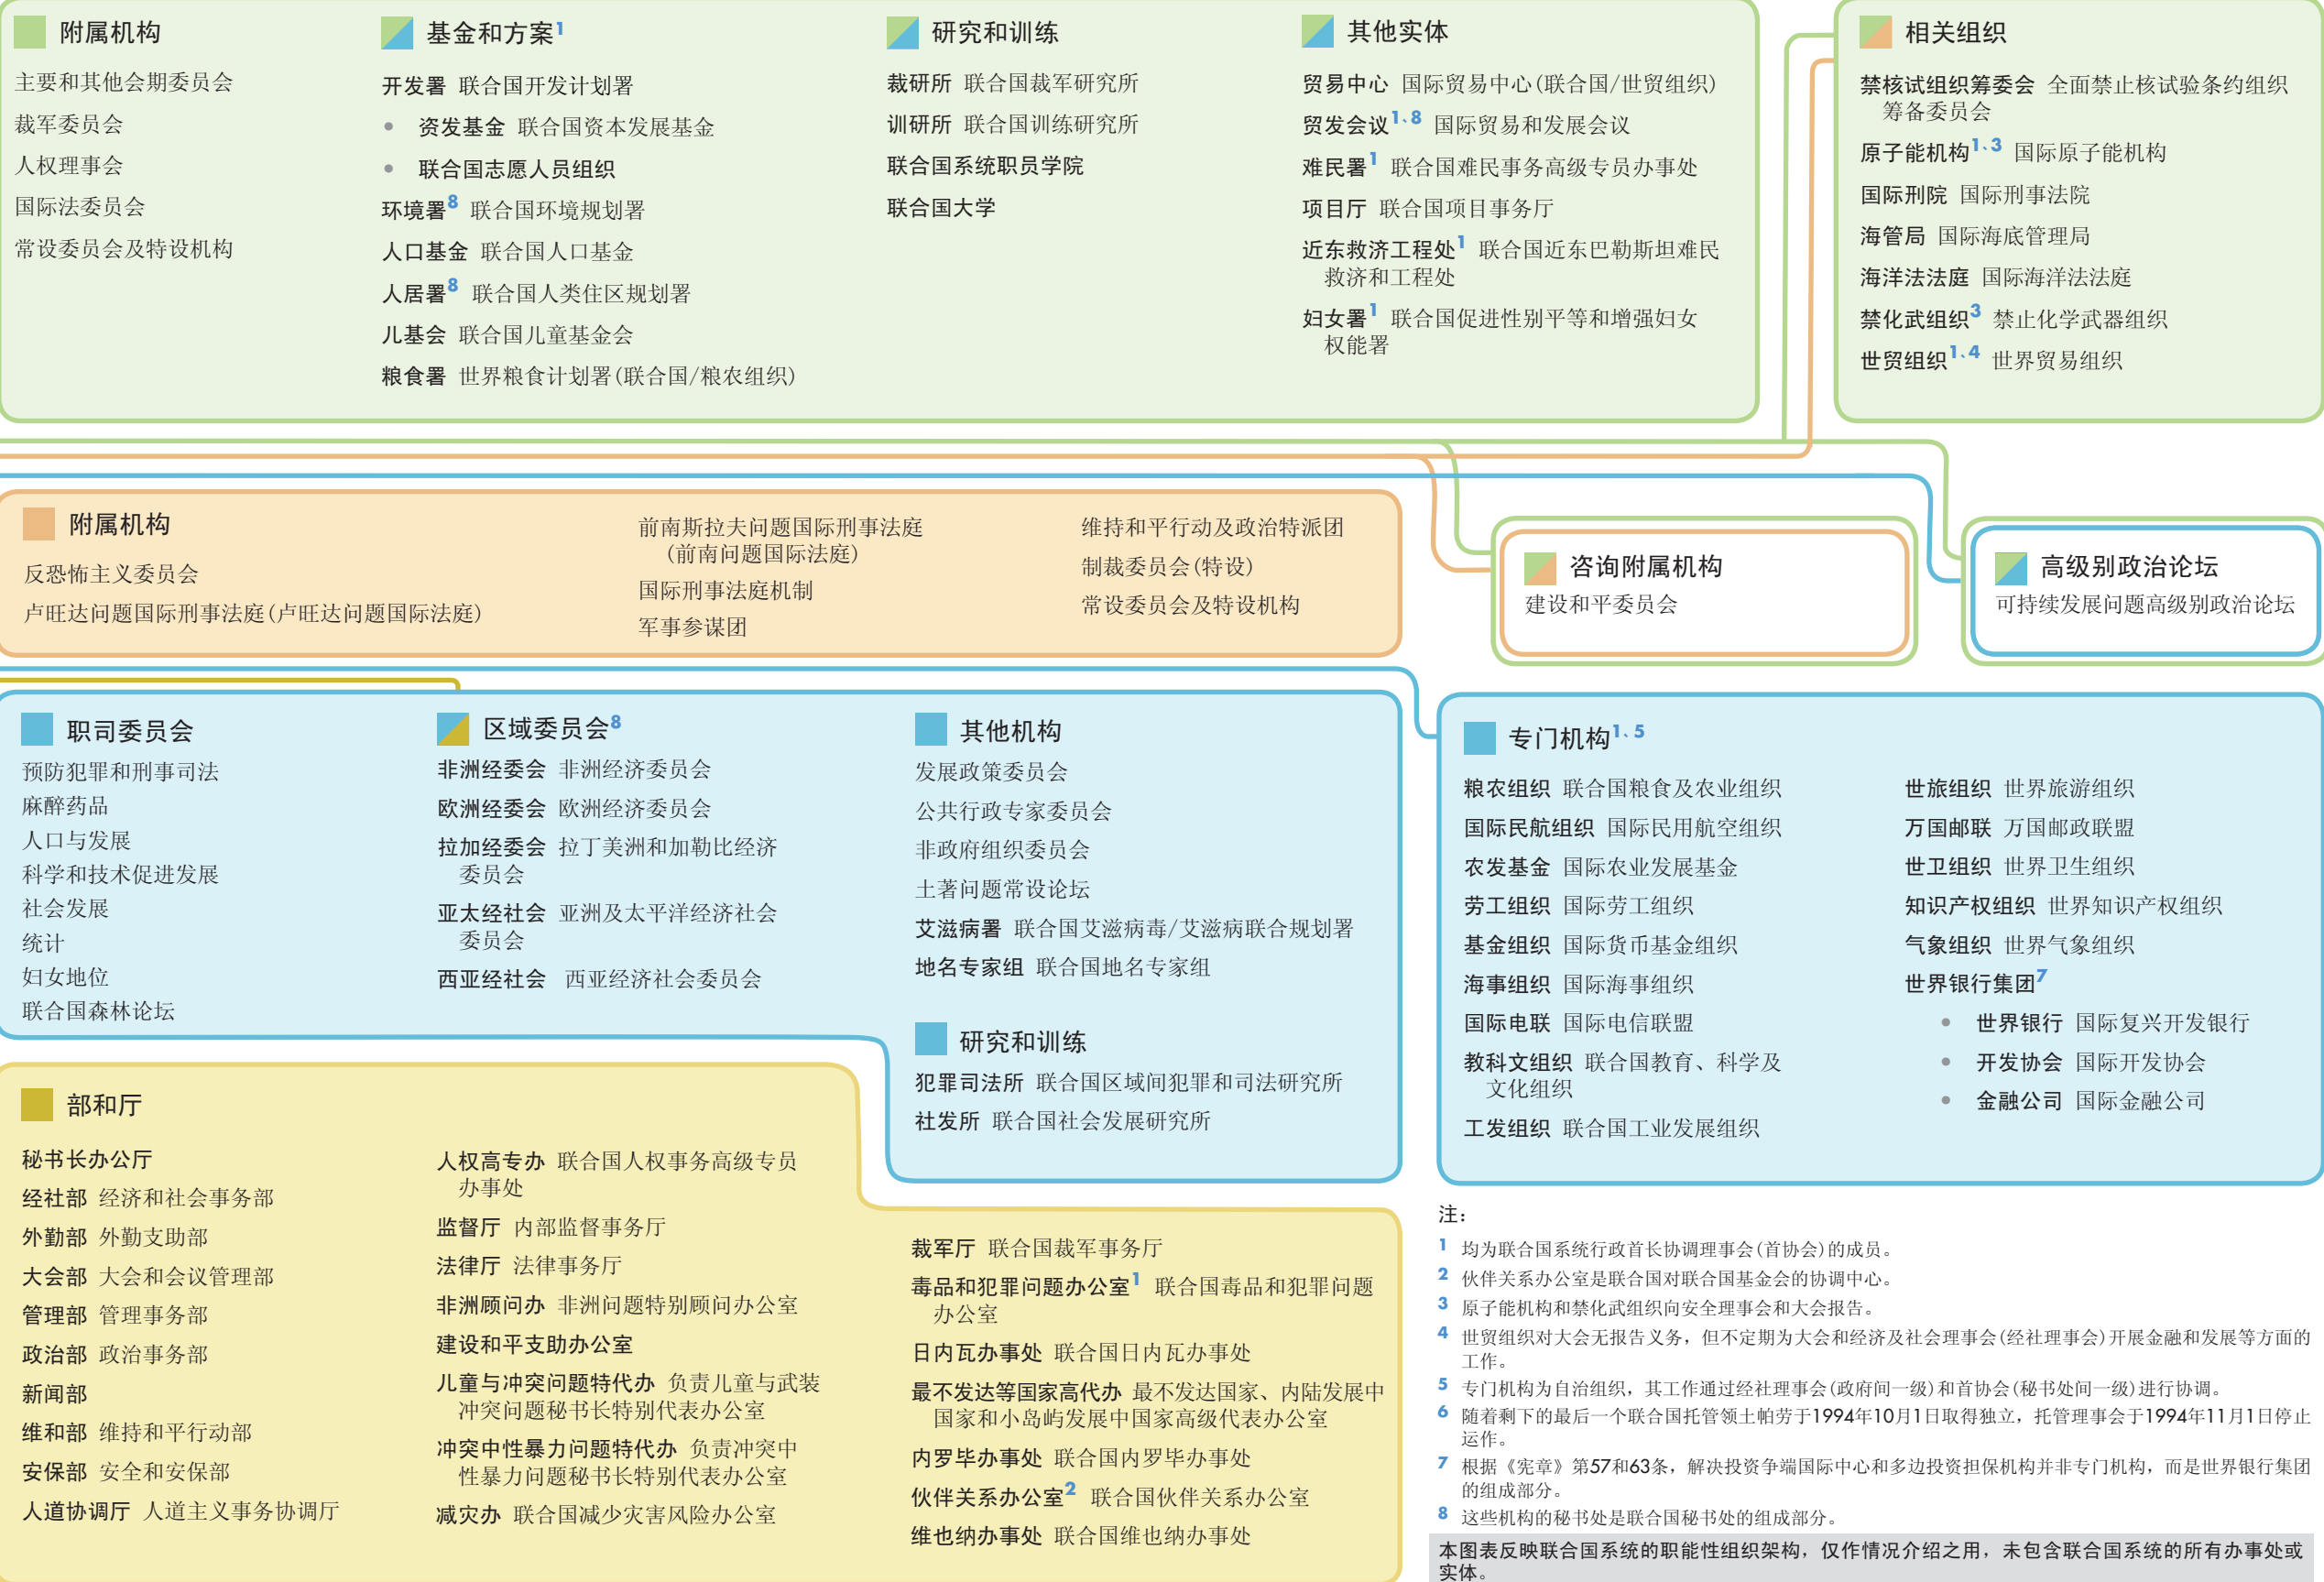 附属机构
主要和其他会期委员会
裁军委员会
人权理事会
国际法委员会
常设委员会及特设机构
基金和方案1
开发署 联合国开发计划署
• 资发基金 联合国资本发展基金
• 联合国志愿人员组织
环境署8 联合国环境规划署
人口基金 联合国人口基金
人居署8 联合国人类住区规划署
儿基会 联合国儿童基金会
粮食署 世界粮食计划署(联合国/粮农组织)
研究和训练
裁研所 联合国裁军研究所
训研所 联合国训练研究所
联合国系统职员学院
联合国大学
其他实体
贸易中心 国际贸易中心(联合国/世贸组织)
贸发会议1、8 国际贸易和发展会议
难民署1 联合国难民事务高级专员办事处
项目厅 联合国项目事务厅
近东救济工程处1 联合国近东巴勒斯坦难民
救济和工程处
妇女署1 联合国促进性别平等和增强妇女
权能署
相关组织
禁核试组织筹委会 全面禁止核试验条约组织
筹备委员会
原子能机构1、3 国际原子能机构
国际刑院 国际刑事法院
海管局 国际海底管理局
海洋法法庭 国际海洋法法庭
禁化武组织3 禁止化学武器组织
世贸组织1、4 世界贸易组织
附属机构
反恐怖主义委员会
卢旺达问题国际刑事法庭(卢旺达问题国际法庭)
前南斯拉夫问题国际刑事法庭
(前南问题国际法庭)
国际刑事法庭机制
军事参谋团
维持和平行动及政治特派团
制裁委员会(特设)
常设委员会及特设机构
咨询附属机构
建设和平委员会
高级别政治论坛
可持续发展问题高级别政治论坛
职司委员会
预防犯罪和刑事司法
麻醉药品
人口与发展
科学和技术促进发展
社会发展
统计
妇女地位
联合国森林论坛
区域委员会8
非洲经委会 非洲经济委员会
欧洲经委会 欧洲经济委员会
拉加经委会 拉丁美洲和加勒比经济
委员会
亚太经社会 亚洲及太平洋经济社会
委员会
西亚经社会 西亚经济社会委员会
其他机构
发展政策委员会
公共行政专家委员会
非政府组织委员会
土著问题常设论坛
艾滋病署 联合国艾滋病毒/艾滋病联合规划署
地名专家组 联合国地名专家组
研究和训练
犯罪司法所 联合国区域间犯罪和司法研究所
社发所 联合国社会发展研究所
专门机构1、5
粮农组织 联合国粮食及农业组织
国际民航组织 国际民用航空组织
农发基金 国际农业发展基金
劳工组织 国际劳工组织
基金组织 国际货币基金组织
海事组织 国际海事组织
国际电联 国际电信联盟
教科文组织 联合国教育、科学及
文化组织
工发组织 联合国工业发展组织
世旅组织 世界旅游组织
万国邮联 万国邮政联盟
世卫组织 世界卫生组织
知识产权组织 世界知识产权组织
气象组织 世界气象组织
世界银行集团7
• 世界银行 国际复兴开发银行
• 开发协会 国际开发协会
• 金融公司 国际金融公司
部和厅
秘书长办公厅
经社部 经济和社会事务部
外勤部 外勤支助部
大会部 大会和会议管理部
管理部 管理事务部
政治部 政治事务部
新闻部
维和部 维持和平行动部
安保部 安全和安保部
人道协调厅 人道主义事务协调厅
人权高专办 联合国人权事务高级专员
办事处
监督厅 内部监督事务厅
法律厅 法律事务厅
非洲顾问办 非洲问题特别顾问办公室
建设和平支助办公室
儿童与冲突问题特代办 负责儿童与武装
冲突问题秘书长特别代表办公室
冲突中性暴力问题特代办 负责冲突中
性暴力问题秘书长特别代表办公室
减灾办 联合国减少灾害风险办公室
裁军厅 联合国裁军事务厅
毒品和犯罪问题办公室1 联合国毒品和犯罪问题
办公室
日内瓦办事处 联合国日内瓦办事处
最不发达等国家高代办 最不发达国家、内陆发展中
国家和小岛屿发展中国家高级代表办公室
内罗毕办事处 联合国内罗毕办事处
伙伴关系办公室2 联合国伙伴关系办公室
维也纳办事处 联合国维也纳办事处
注:
1 均为联合国系统行政首长协调理事会(首协会)的成员。
2 伙伴关系办公室是联合国对联合国基金会的协调中心。
3 原子能机构和禁化武组织向安全理事会和大会报告。
4 世贸组织对大会无报告义务，但不定期为大会和经济及社会理事会(经社理事会)开展金融和发展等方面的
工作。
5 专门机构为自治组织，其工作通过经社理事会(政府间一级)和首协会(秘书处间一级)进行协调。
6 随着剩下的最后一个联合国托管领土帕劳于1994年10月1日取得独立，托管理事会于1994年11月1日停止
运作。
7 根据《宪章》第57和63条，解决投资争端国际中心和多边投资担保机构并非专门机构，而是世界银行集团
的组成部分。
8 这些机构的秘书处是联合国秘书处的组成部分。
本图表反映联合国系统的职能性组织架构，仅作情况介绍之用，未包含联合国系统的所有办事处或
实体。